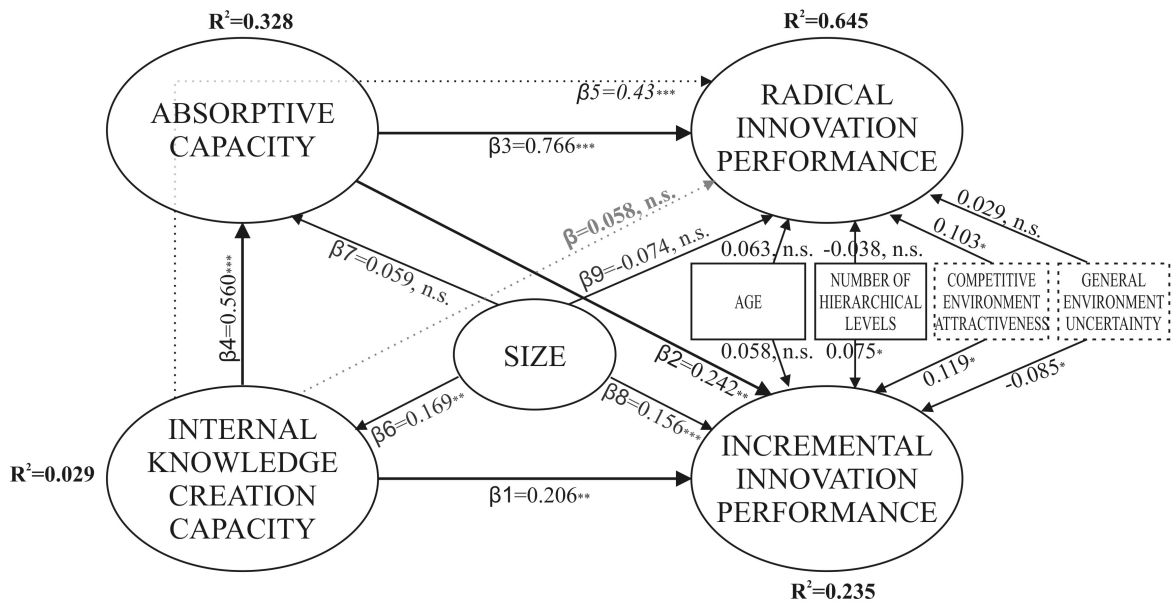 R²=0.328
R²=0.645
ABSORPTIVE
CAPACITY
RADICAL
INNOVATION
PERFORMANCE
β5=0.43***
β3=0.766***
β=0.058, n.s.
β7=0.059, n.s.
β9=-0.074, n.s.
0.063, n.s.
-0.038, n.s.
0.103*
0.029, n.s.
β4=0.560***
SIZE
AGE
NUMBER OF
HIERARCHICAL
LEVELS
COMPETITIVE
ENVIRONMENT
ATTRACTIVENESS
GENERAL
ENVIRONMENT
UNCERTAINTY
β2=0.242**
0.058, n.s.
0.075*
0.119*
-0.085*
β6=0.169**
β8=0.156***
R²=0.029
INTERNAL
KNOWLEDGE
CREATION
CAPACITY
β1=0.206**
INCREMENTAL
INNOVATION
PERFORMANCE
R²=0.235